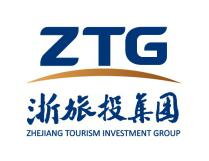 ZTG
浙旅投集团
ZHEJIANG TOURISM INVESTMENT GROUP